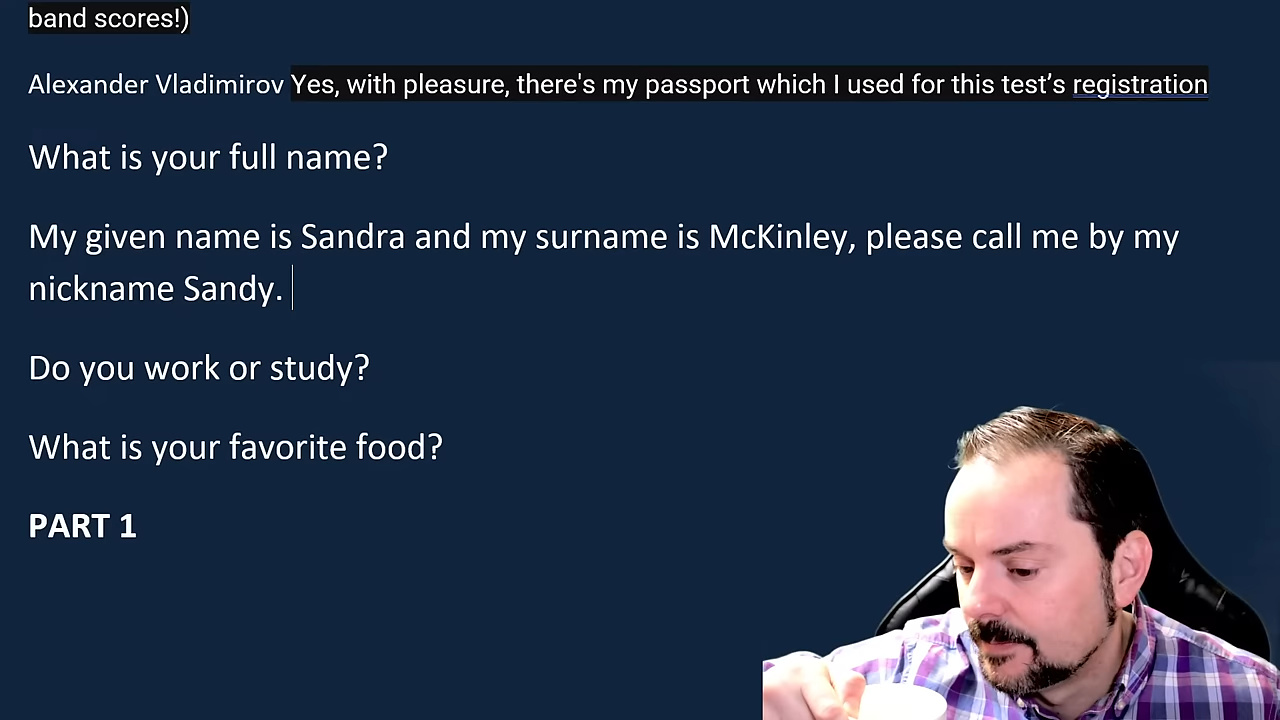 band scores!)
Alexander Vladimirov Yes, with pleasure, there's my passport which I used for this test’s registration
What is your full name?
My given name is Sandra and my surname is McKinley, please call me by my
nickname Sandy.
Do you work or study?
What is your favorite food?
PART 1